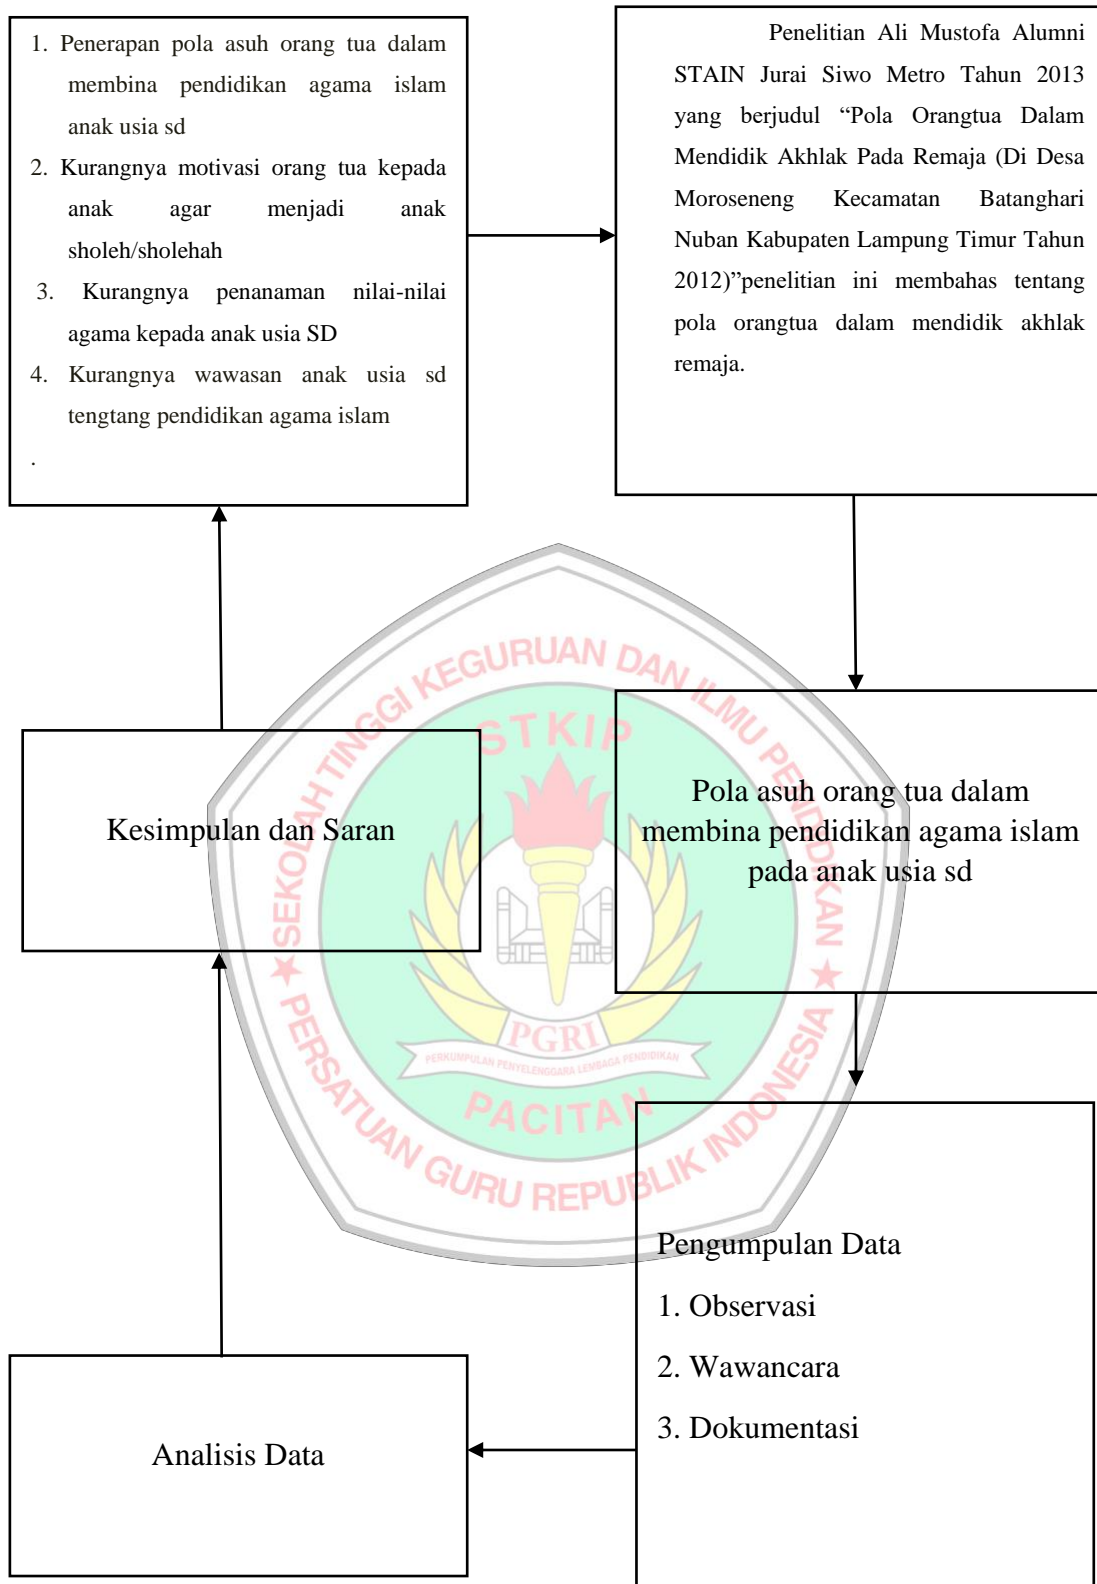 1. Penerapan pola asuh orang tua dalam
membina pendidikan agama islam
anak usia sd
2. Kurangnya motivasi orang tua kepada
anak agar menjadi anak
sholeh/sholehah
3. Kurangnya penanaman nilai-nilai
agama kepada anak usia SD
4. Kurangnya wawasan anak usia sd
tengtang pendidikan agama islam
.
Penelitian Ali Mustofa Alumni
STAIN Jurai Siwo Metro Tahun 2013
yang berjudul “Pola Orangtua Dalam
Mendidik Akhlak Pada Remaja (Di Desa
Moroseneng Kecamatan Batanghari
Nuban Kabupaten Lampung Timur Tahun
2012)”penelitian ini membahas tentang
pola orangtua dalam mendidik akhlak
remaja.
Pola asuh orang tua dalam
membina pendidikan agama islam
pada anak usia sd
Pengumpulan Data
1. Observasi
2. Wawancara
3. Dokumentasi
Analisis Data
Kesimpulan dan Saran
SEKOLAH TINGGI KEGURUAN DAN ILMU PENDIDIKAN
STKIP
PGRI
PERKUMPULAN PENYELENGGARA LEMBAGA PENDIDIKAN
PACITAN
PERSATUAN GURU REPUBLIK INDONESIA